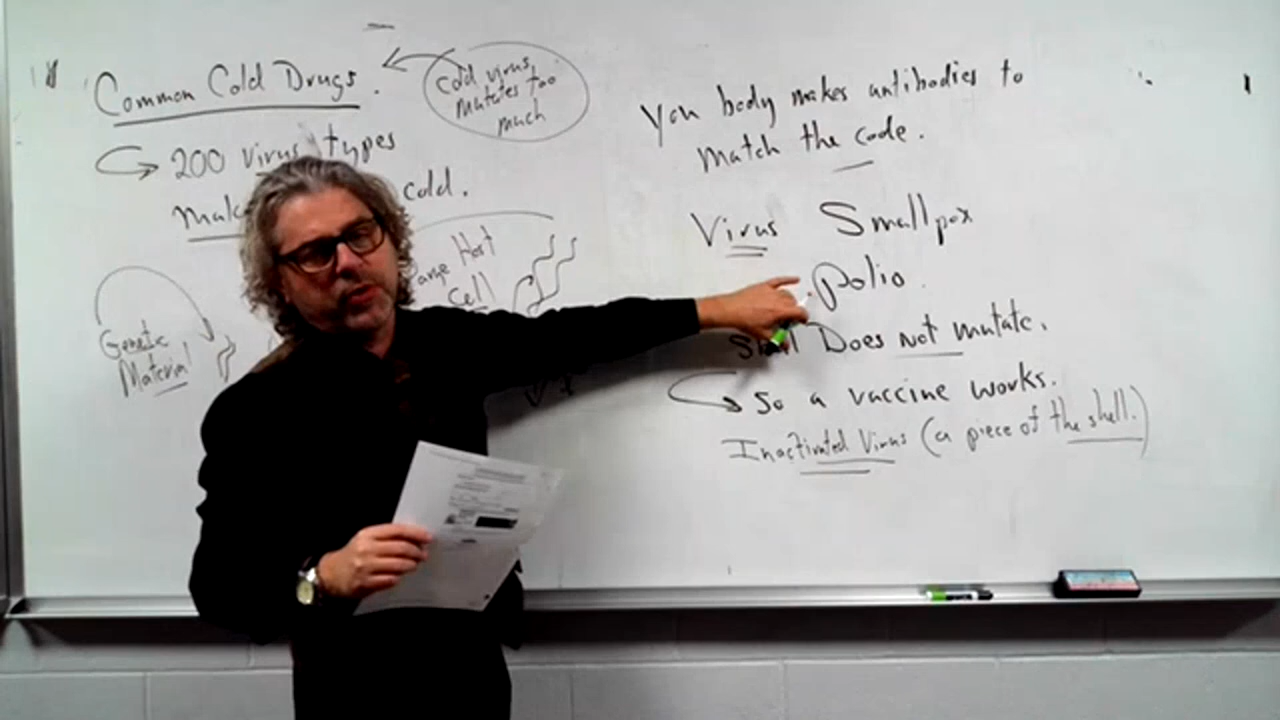 Common Cold Drugs.
Cold virus
mutates too
much
200 virus types
cold.
Host
Cell
Genetic
Material
You body makes antibodies to
match the code.
Virus Smallpox
Polio
Does not mutate.
So a vaccine works.
Inactivated Virus (a piece of the shell.)